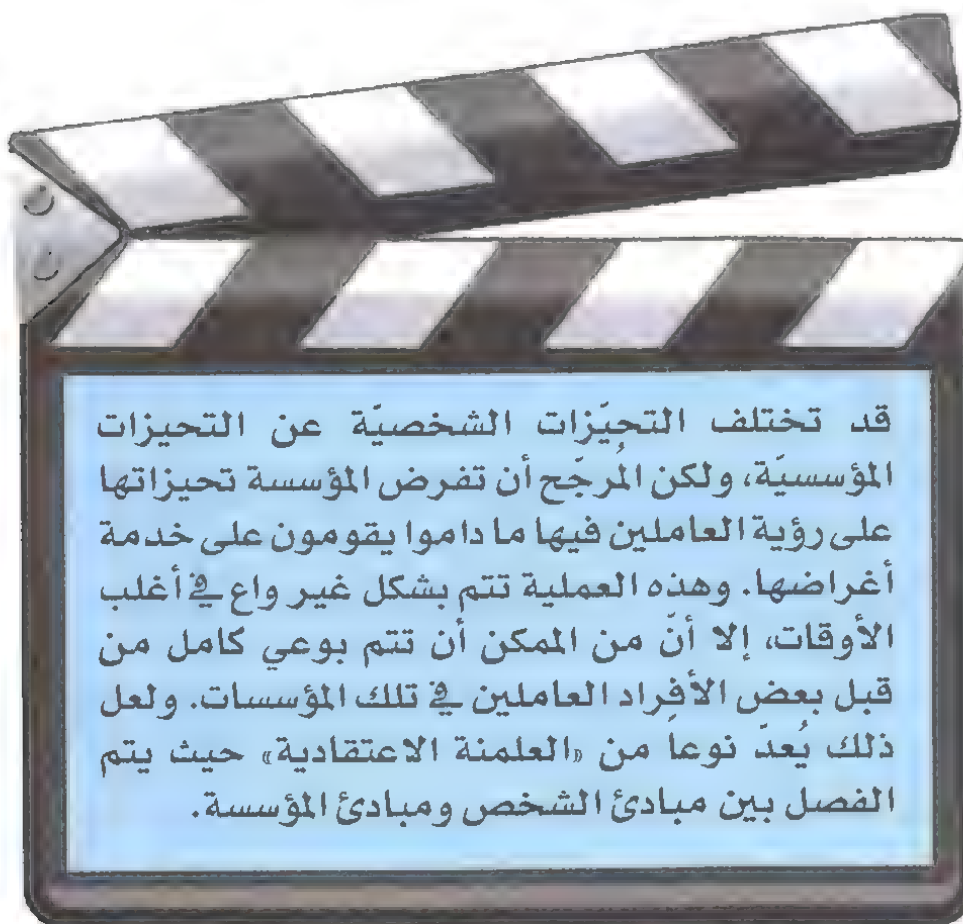 قد تختلف التحيّزات الشخصيّة عن التحيزات
المؤسسيّة، ولكن المُرجّح أن تفرض المؤسسة تحيزاتها
على رؤية العاملين فيها ما داموا يقومون على خدمة
أغراضها. وهذه العملية تتم بشكل غير واع في أغلب
الأوقات، إلا أنّ من الممكن أن تتم بوعي كامل من
قبل بعض الأفراد العاملين في تلك المؤسسات. ولعل
ذلك يُعدّ نوعا من «العلمنة الاعتقادية» حيث يتم
الفصل بين مبادئ الشخص ومبادئ المؤسسة.